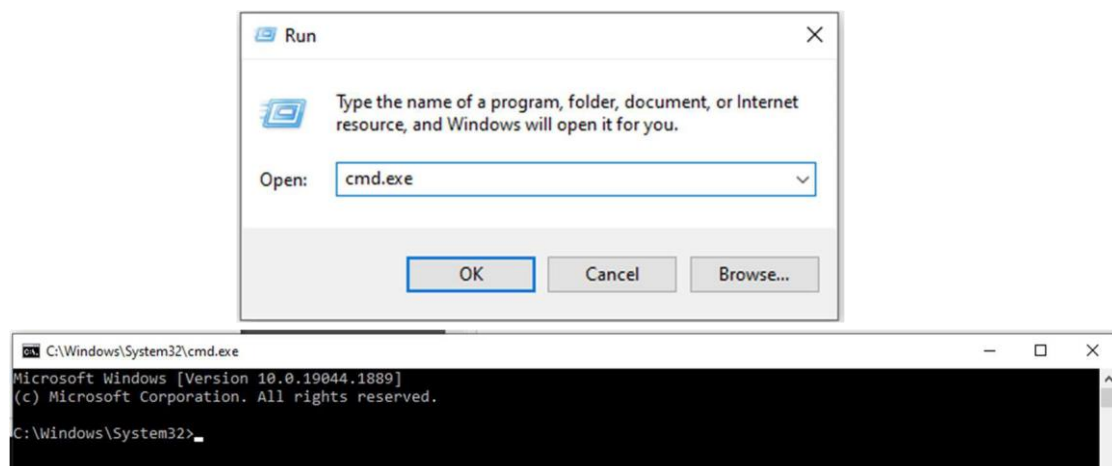 Run
Type the name of a program, folder, document, or Internet
resource, and Windows will open it for you.
Open:
cmd.exe
OK
Cancel
Browse...
C:\Windows\System32\cmd.exe
Microsoft Windows [Version 10.0.19044.1889]
(c) Microsoft Corporation. All rights reserved.
C:\Windows\System32>